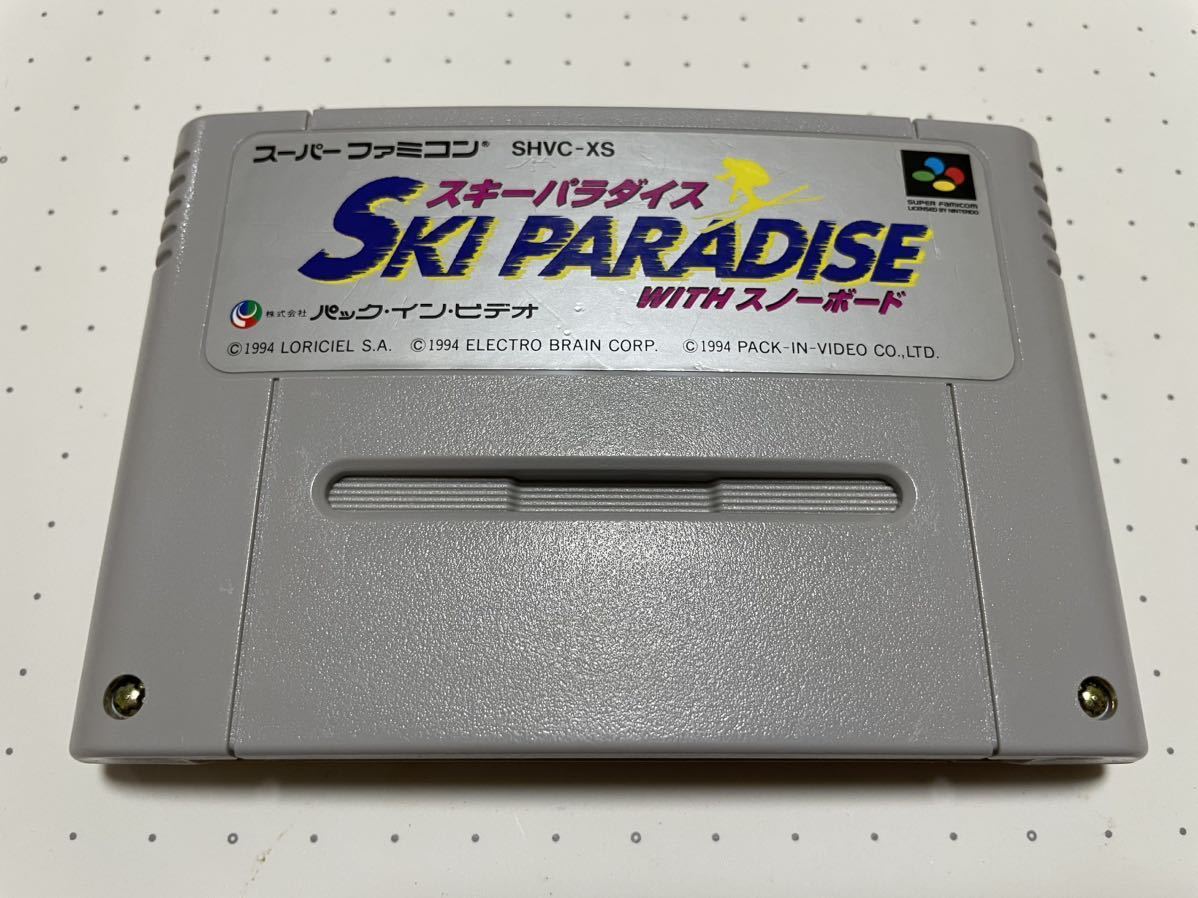 スーパーファミコン® SHVC-XS
スキーパラダイス
SKI PARADISE
WITH スノーボード
SUPER FAMICOM
LICENSED BY NINTENDO
株式会社 パック・イン・ビデオ
©1994 LORICIEL S.A. ©1994 ELECTRO BRAIN CORP. ©1994 PACK-IN-VIDEO CO.,LTD.